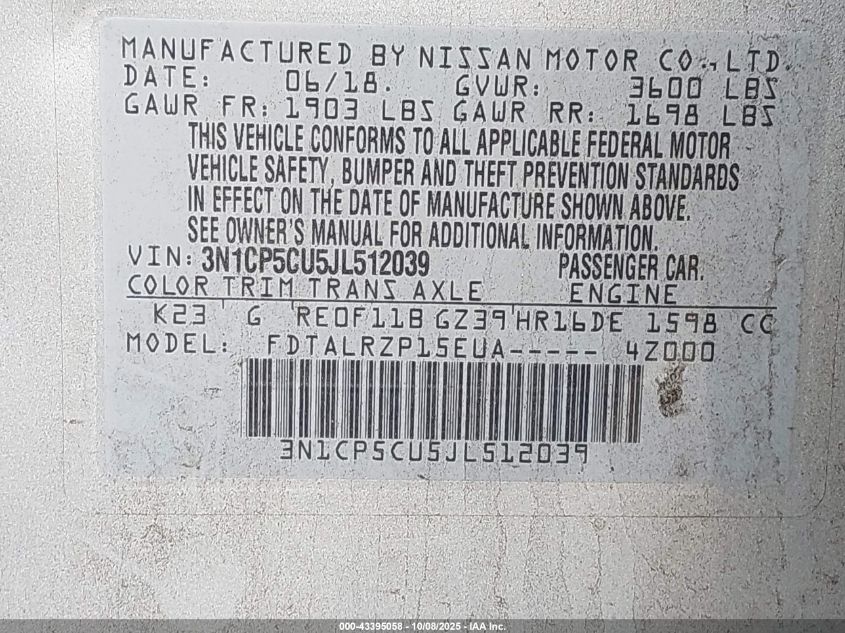 MANUFACTURED BY NISSAN MOTOR CO., LTD.
DATE: 06/18. GVWR: 3600 LBS
GAWR FR: 1903 LBS GAWR RR: 1698 LBS
THIS VEHICLE CONFORMS TO ALL APPLICABLE FEDERAL MOTOR
VEHICLE SAFETY, BUMPER AND THEFT PREVENTION STANDARDS
IN EFFECT ON THE DATE OF MANUFACTURE SHOWN ABOVE.
SEE OWNER'S MANUAL FOR ADDITIONAL INFORMATION.
VIN: 3N1CP5CU5JL512039 PASSENGER CAR.
COLOR TRIM TRANS AXLE ENGINE
K23 G RE0F11B GZ39 HR16DE 1598 CC
MODEL: FDTALRZP15EUA----- 4Z000
3N1CP5CU5JL512039
000-43395058 - 10/08/2025 - IAA Inc.